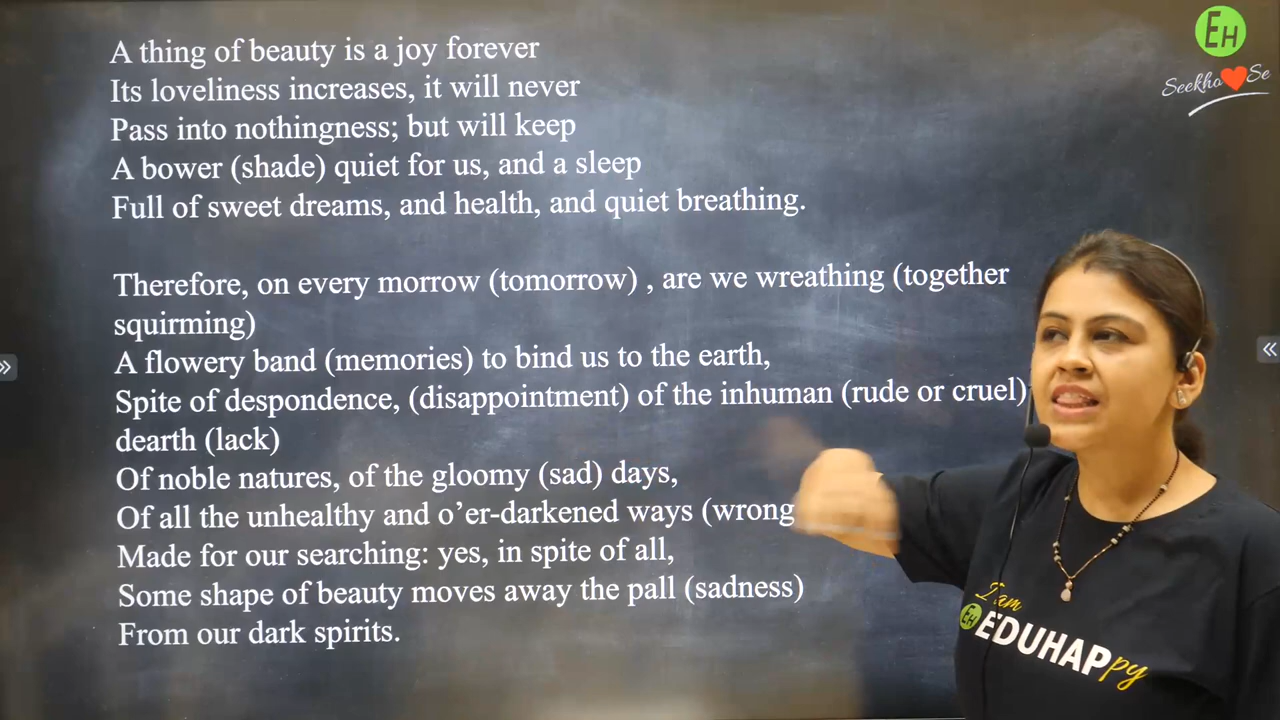 A thing of beauty is a joy forever
Its loveliness increases, it will never
Pass into nothingness; but will keep
A bower (shade) quiet for us, and a sleep
Full of sweet dreams, and health, and quiet breathing.
Therefore, on every morrow (tomorrow) , are we wreathing (together
squirming)
A flowery band (memories) to bind us to the earth,
Spite of despondence, (disappointment) of the inhuman (rude or cruel)
dearth (lack)
Of noble natures, of the gloomy (sad) days,
Of all the unhealthy and o’er-darkened ways (wrong
Made for our searching: yes, in spite of all,
Some shape of beauty moves away the pall (sadness)
From our dark spirits.
EH
Seekho ❤️ Se
I am
EH EDUHAPpy